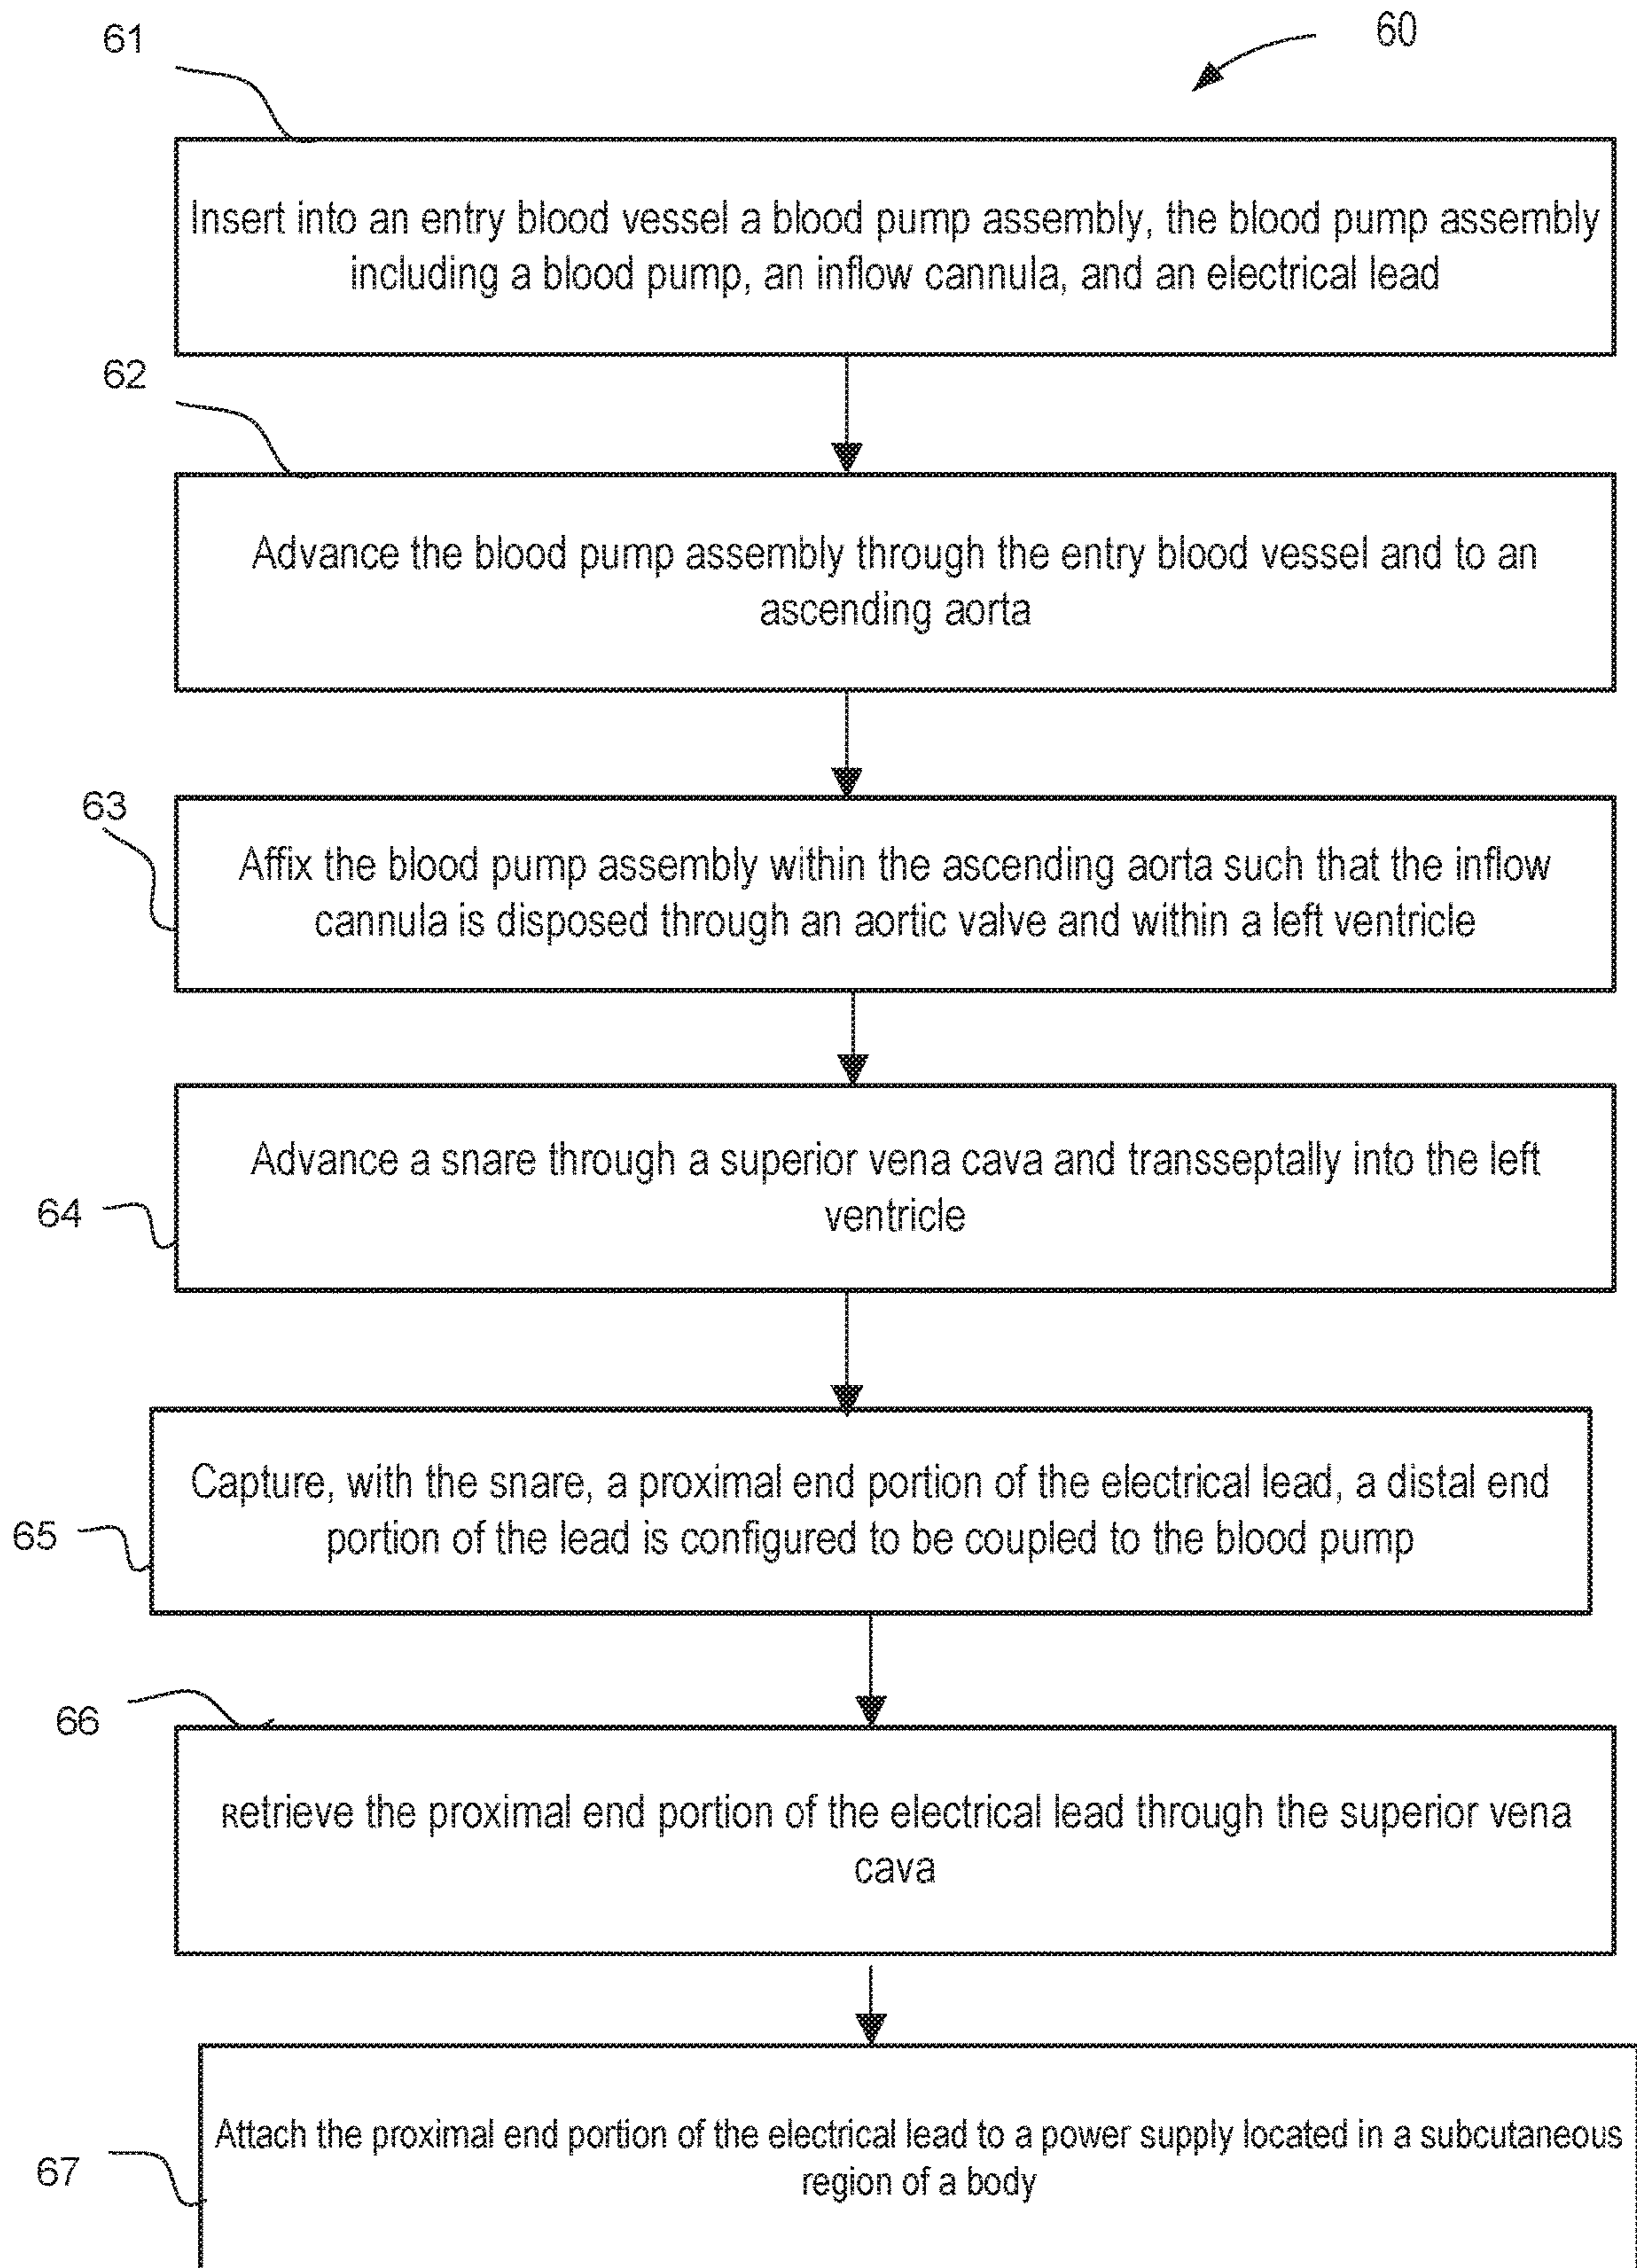 61
60
Insert into an entry blood vessel a blood pump assembly, the blood pump assembly
including a blood pump, an inflow cannula, and an electrical lead
62
Advance the blood pump assembly through the entry blood vessel and to an
ascending aorta
63
Affix the blood pump assembly within the ascending aorta such that the inflow
cannula is disposed through an aortic valve and within a left ventricle
Advance a snare through a superior vena cava and transseptally into the left
ventricle
64
Capture, with the snare, a proximal end portion of the electrical lead, a distal end
portion of the lead is configured to be coupled to the blood pump
65
66
Retrieve the proximal end portion of the electrical lead through the superior vena
cava
Attach the proximal end portion of the electrical lead to a power supply located in a subcutaneous
region of a body
67